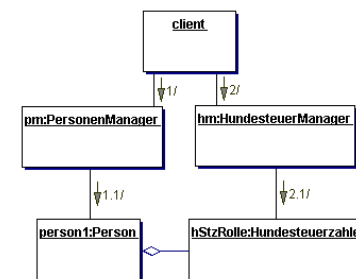 client
1/
2/
pm:PersonenManager
hm:HundesteuerManager
1.1/
2.1/
person1:Person
hStzRolle:Hundesteuerzahle